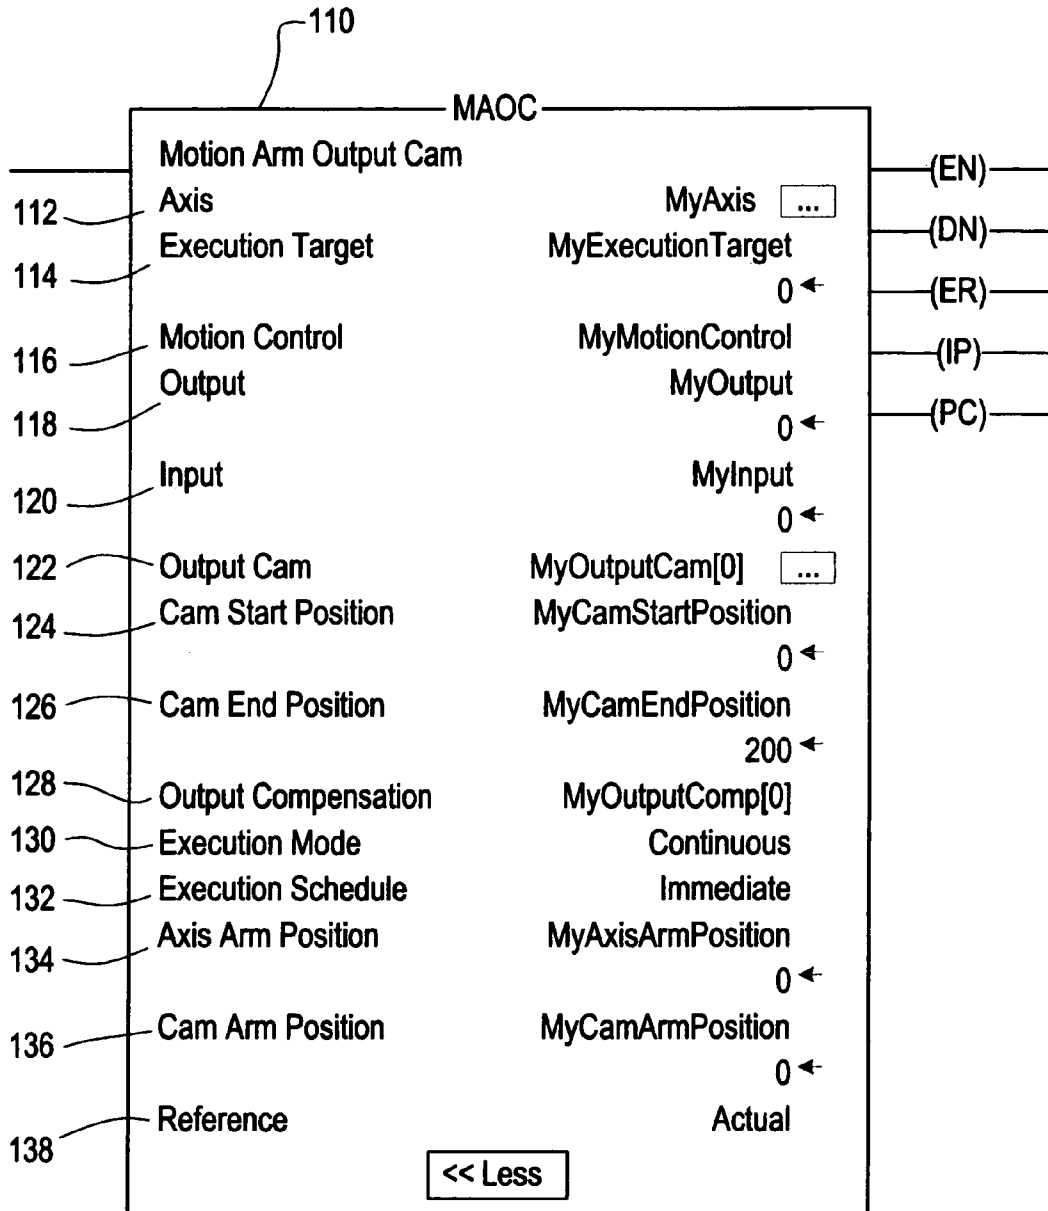 110
MAOC
Motion Arm Output Cam (EN)
112 Axis MyAxis ... (DN)
114 Execution Target MyExecutionTarget
0 (ER)
116 Motion Control MyMotionControl (IP)
118 Output MyOutput
0 (PC)
120 Input MyInput
0
122 Output Cam MyOutputCam[0] ...
124 Cam Start Position MyCamStartPosition
0
126 Cam End Position MyCamEndPosition
200
128 Output Compensation MyOutputComp[0]
130 Execution Mode Continuous
132 Execution Schedule Immediate
134 Axis Arm Position MyAxisArmPosition
0
136 Cam Arm Position MyCamArmPosition
0
138 Reference Actual
<< Less